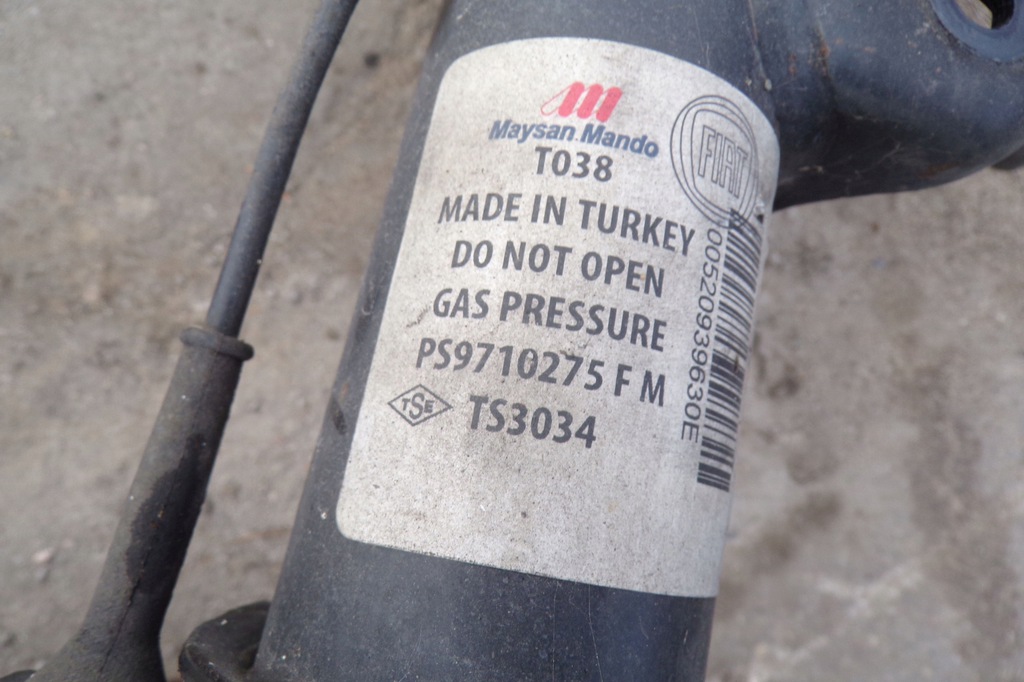 Maysan Mando
FIAT
T038
MADE IN TURKEY
DO NOT OPEN
GAS PRESSURE
PS9710275 F M
TSE
TS3034
00520939630E